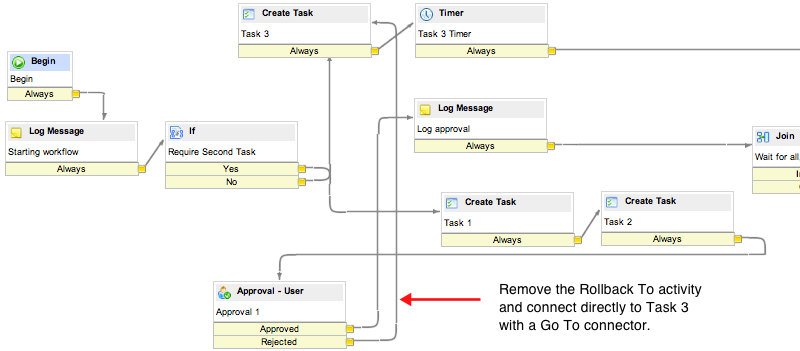 Create Task
Task 3
Always
Timer
Task 3 Timer
Always
Begin
Begin
Always
Log Message
Starting workflow
Always
If
Require Second Task
Yes
No
Log Message
Log approval
Always
Join
Wait for all
Create Task
Task 1
Always
Create Task
Task 2
Always
Approval - User
Approval 1
Approved
Rejected
Remove the Rollback To activity
and connect directly to Task 3
with a Go To connector.